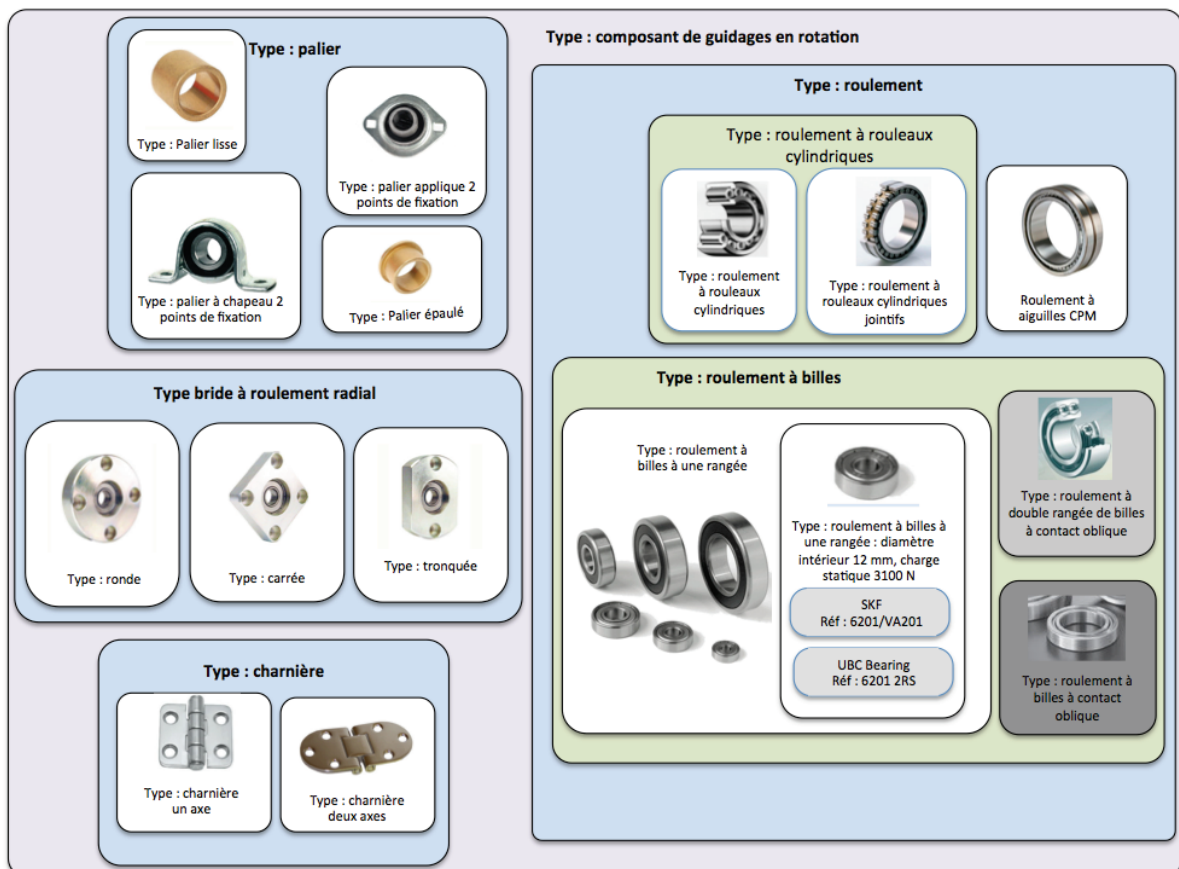 Type : composant de guidages en rotation
Type : palier
Type : Palier lisse
Type : palier applique 2
points de fixation
Type : palier à chapeau 2
points de fixation
Type : Palier épaulé
Type bride à roulement radial
Type : ronde
Type : carrée
Type : tronquée
Type : charnière
Type : charnière
un axe
Type : charnière
deux axes
Type : roulement
Type : roulement à rouleaux
cylindriques
Type : roulement
à rouleaux
cylindriques
Type : roulement à
rouleaux cylindriques
jointifs
Roulement à
aiguilles CPM
Type : roulement à billes
Type : roulement à
billes à une rangée
Type : roulement à billes à
une rangée : diamètre
intérieur 12 mm, charge
statique 3100 N
SKF
Réf : 6201/VA201
UBC Bearing
Réf : 6201 2RS
Type : roulement à
double rangée de billes
à contact oblique
Type : roulement à
billes à contact
oblique